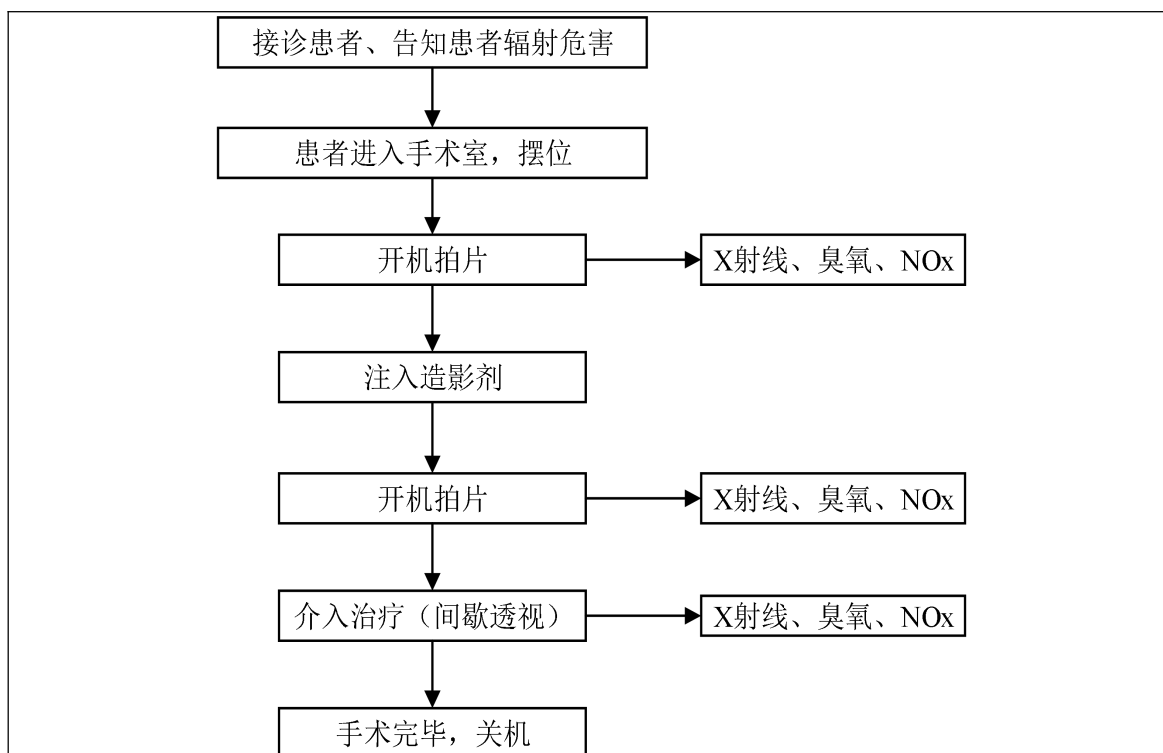 接诊患者、告知患者辐射危害
患者进入手术室，摆位
开机拍片
X射线、臭氧、NOx
注入造影剂
开机拍片
X射线、臭氧、NOx
介入治疗（间歇透视）
X射线、臭氧、NOx
手术完毕，关机